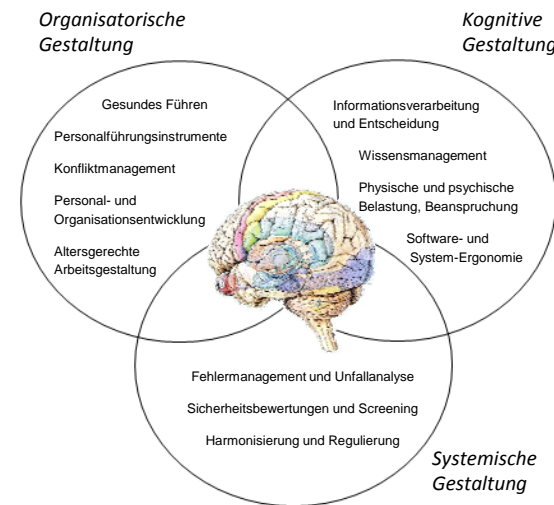 Organisatorische
Gestaltung
Kognitive
Gestaltung
Gesundes Führen
Personalführungsinstrumente
Konfliktmanagement
Personal- und
Organisationsentwicklung
Altersgerechte
Arbeitsgestaltung
Informationsverarbeitung
und Entscheidung
Wissensmanagement
Physische und psychische
Belastung, Beanspruchung
Software- und
System-Ergonomie
Fehlermanagement und Unfallanalyse
Sicherheitsbewertungen und Screening
Harmonisierung und Regulierung
Systemische
Gestaltung